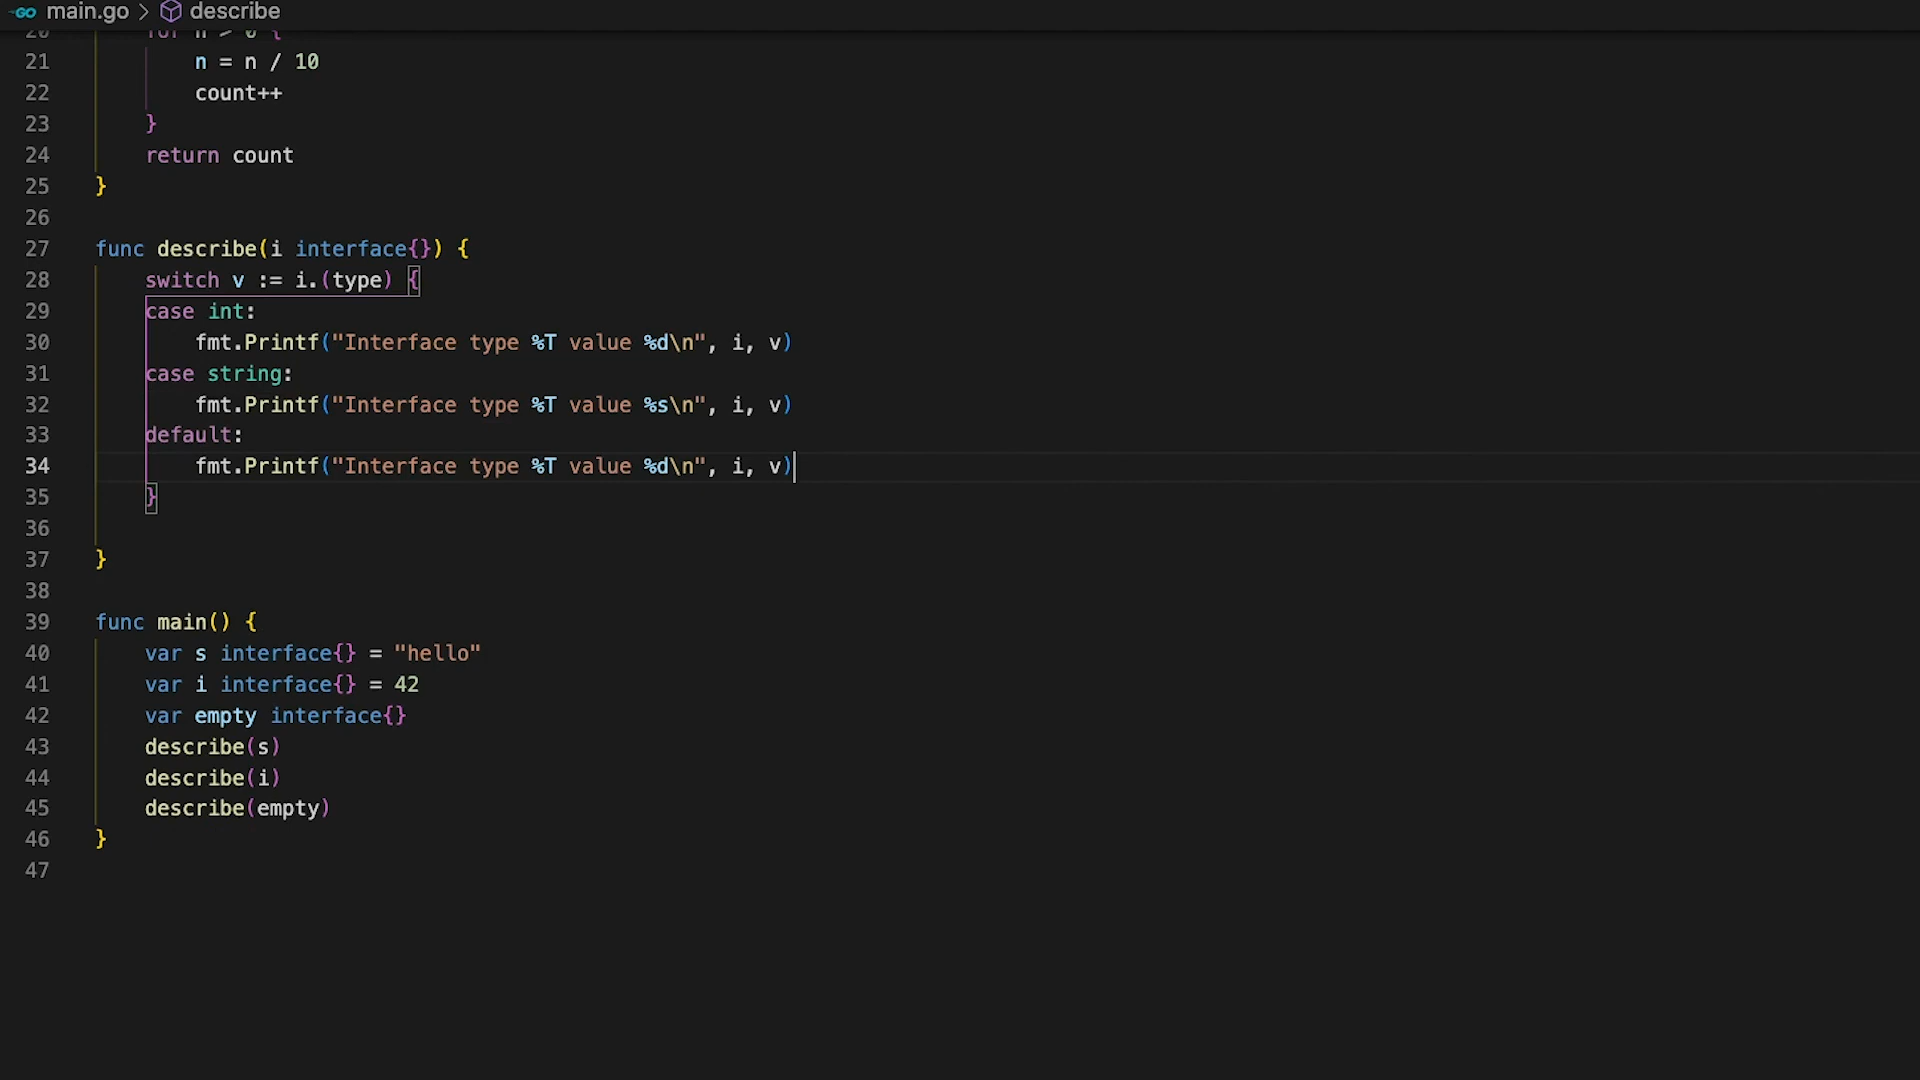 main.go > describe
20 for n > 0 {
21 n = n / 10
22 count++
23 }
24 return count
25 }
26
27 func describe(i interface{}) {
28 switch v := i.(type) {
29 case int:
30 fmt.Printf("Interface type %T value %d\n", i, v)
31 case string:
32 fmt.Printf("Interface type %T value %s\n", i, v)
33 default:
34 fmt.Printf("Interface type %T value %d\n", i, v)
35 }
36
37 }
38
39 func main() {
40 var s interface{} = "hello"
41 var i interface{} = 42
42 var empty interface{}
43 describe(s)
44 describe(i)
45 describe(empty)
46 }
47